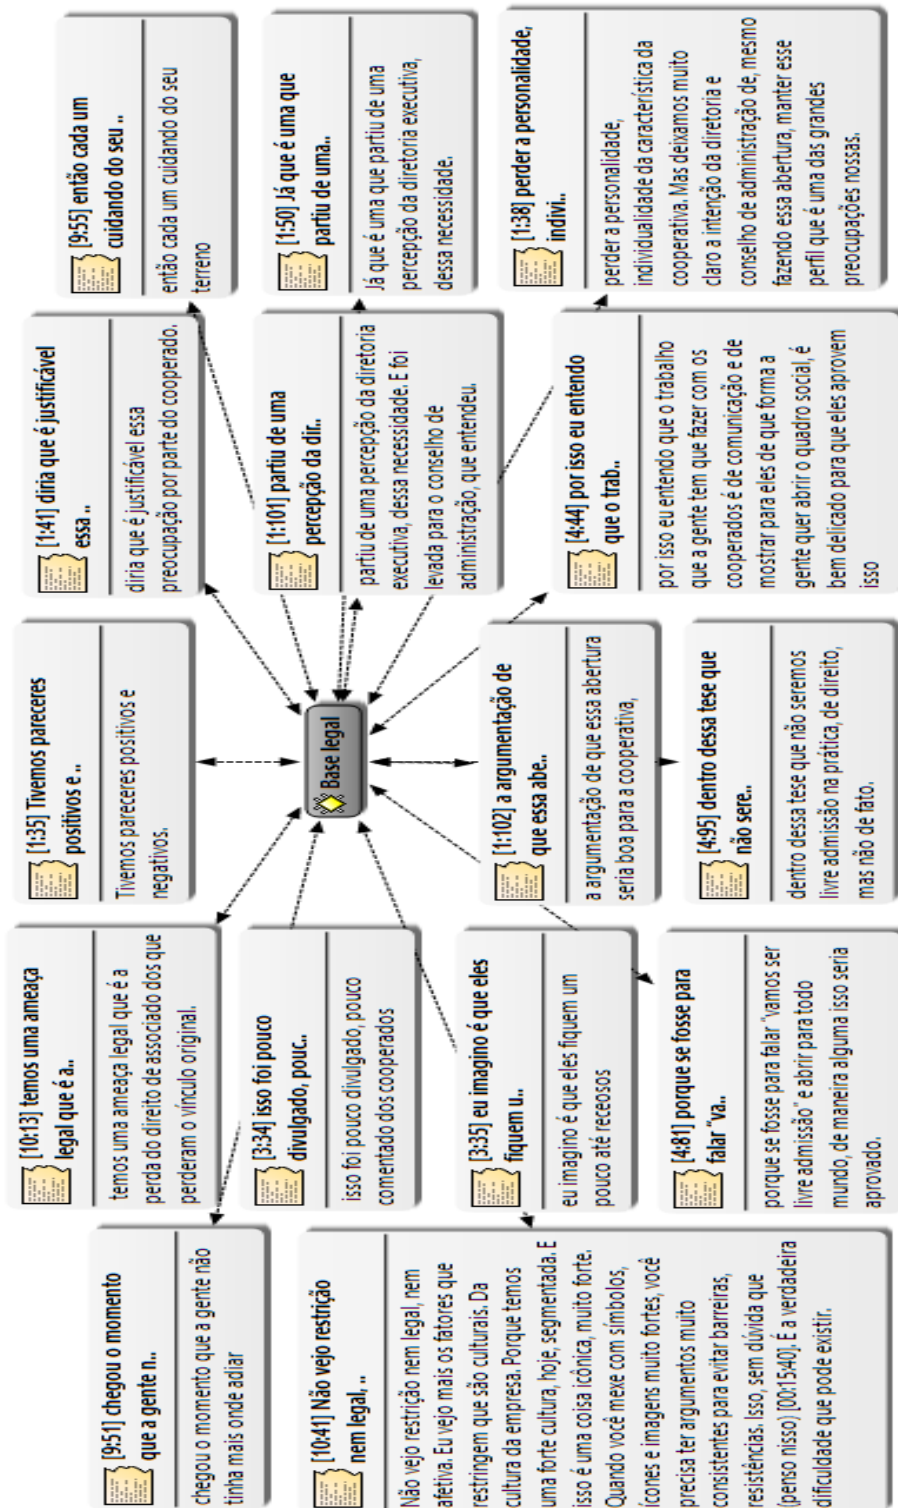 [9:51] chegou o momento
que a gente n..
chegou o momento que a gente não
tinha mais onde adiar
[10:13] temos uma ameaça
legal que é a..
temos uma ameaça legal que é a
perda do direito de associado dos que
perderam o vínculo original.
[1:35] Tivemos pareceres
positivos e ..
Tivemos pareceres positivos e
negativos.
[1:41] diria que é justificável
essa ..
diria que é justificável essa
preocupação por parte do cooperado.
[9:55] então cada um
cuidando do seu ..
então cada um cuidando do seu
terreno
[3:34] isso foi pouco
divulgado, pouc..
isso foi pouco divulgado, pouco
comentado dos cooperados
Base legal
[1:101] partiu de uma
percepção da dir..
partiu de uma percepção da diretoria
executiva, dessa necessidade. E foi
levada para o conselho de
administração, que entendeu.
[1:50] Já que é uma que
partiu de uma..
Já que é uma que partiu de uma
percepção da diretoria executiva,
dessa necessidade.
[10:41] Não vejo restrição
nem legal, ..
Não vejo restrição nem legal, nem
afetiva. Eu vejo mais os fatores que
restringem que são culturais. Da
cultura da empresa. Porque temos
uma forte cultura, hoje, segmentada. E
isso é uma coisa icônica, muito forte.
Quando você mexe com símbolos,
ícones e imagens muito fortes, você
precisa ter argumentos muito
consistentes para evitar barreiras,
resistências. Isso, sem dúvida que
(penso nisso) [00:15:40]. É a verdadeira
dificuldade que pode existir.
[3:35] eu imagino é que eles
fiquem u..
eu imagino é que eles fiquem um
pouco até receosos
[1:102] a argumentação de
que essa abe..
a argumentação de que essa abertura
seria boa para a cooperativa,
[4:44] por isso eu entendo
que o trab..
por isso eu entendo que o trabalho
que a gente tem que fazer com os
cooperados é de comunicação e de
mostrar para eles de que forma a
gente quer abrir o quadro social, é
bem delicado para que eles aprovem
isso
[1:38] perder a personalidade,
indivi..
perder a personalidade,
individualidade da característica da
cooperativa. Mas deixamos muito
claro a intenção da diretoria e
conselho de administração de, mesmo
fazendo essa abertura, manter esse
perfil que é uma das grandes
preocupações nossas.
[4:81] porque se fosse para
falar "va..
porque se fosse para falar "vamos ser
livre admissão" e abrir para todo
mundo, de maneira alguma isso seria
aprovado.
[4:95] dentro dessa tese que
não sere..
dentro dessa tese que não seremos
livre admissão na prática, de direito,
mas não de fato.